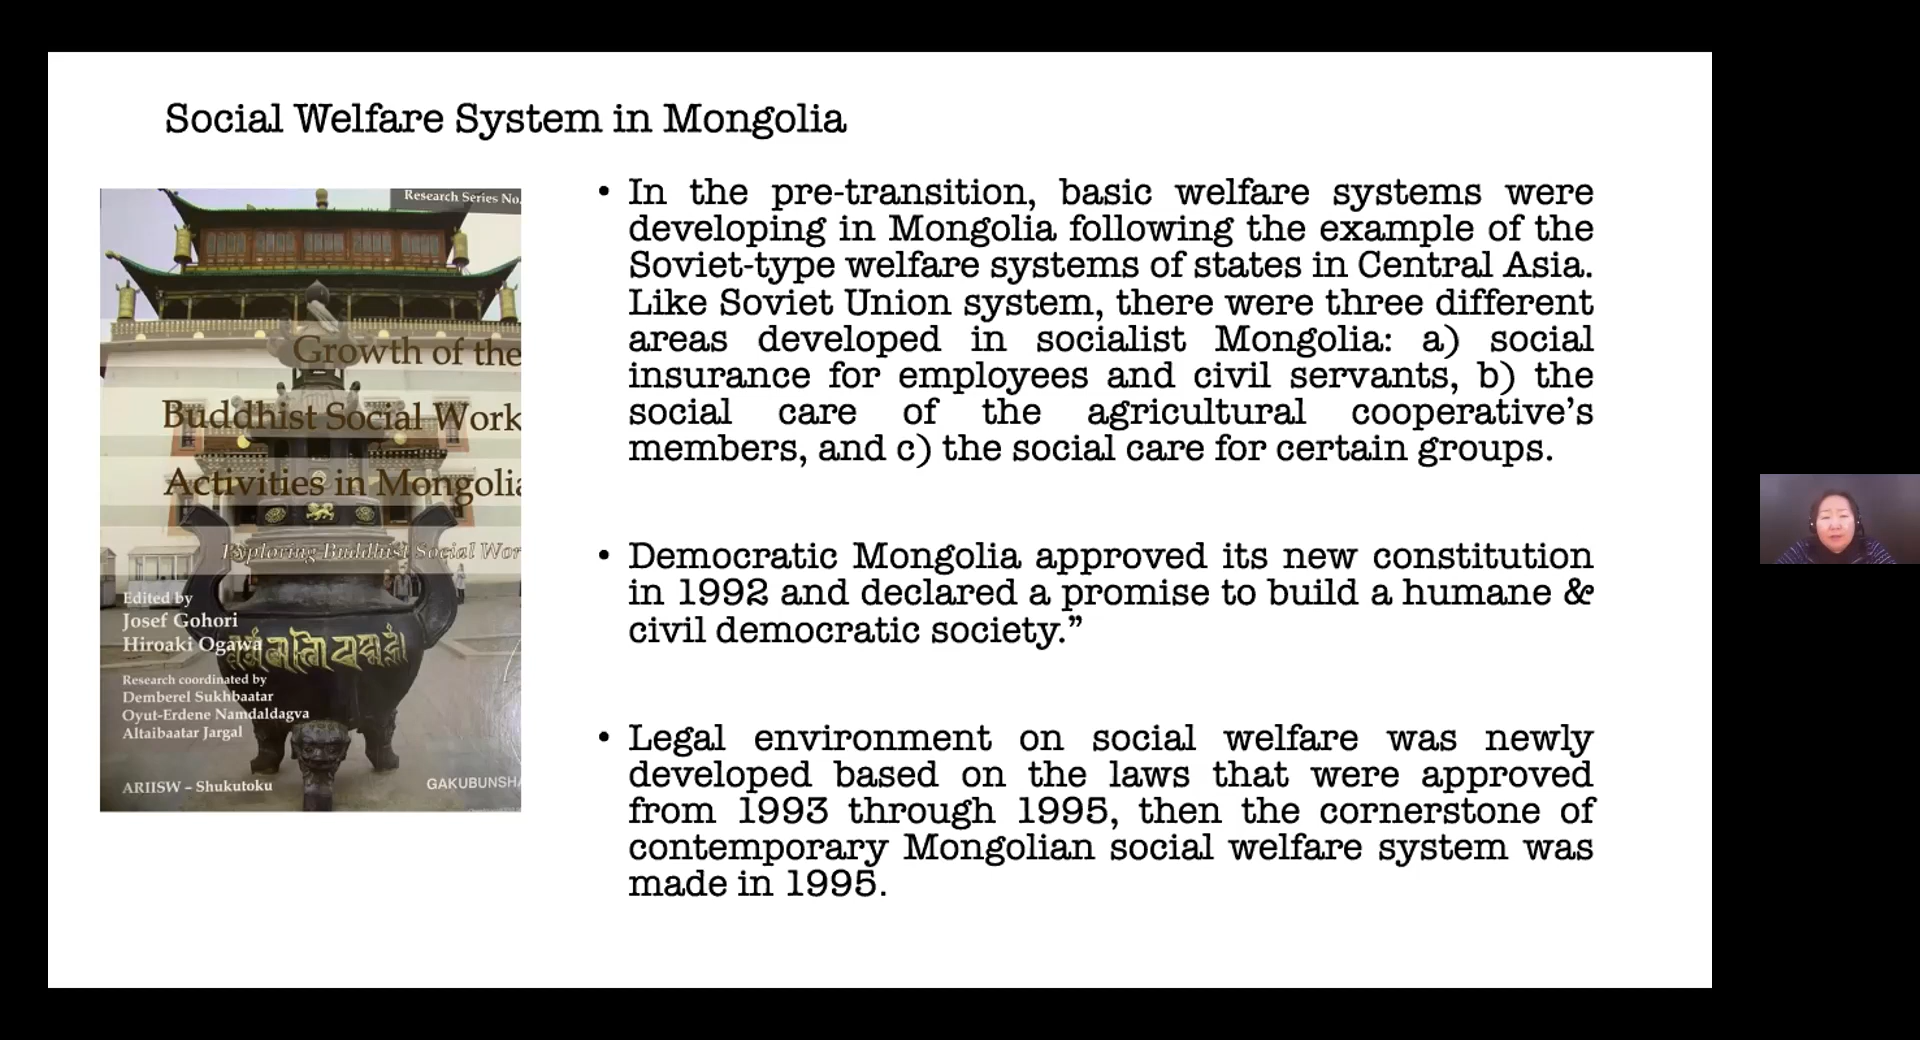 Social Welfare System in Mongolia
Research Series No.
Growth of the
Buddhist Social Work
Activities in Mongolia
Exploring Buddhist Social Wor
Edited by
Josef Gohori
Hiroaki Ogawa
Research coordinated by
Demberel Sukhbaatar
Oyut-Erdene Namdaldagva
Altaibaatar Jargal
ARIISW – Shukutoku
GAKUBUNSHA
• In the pre-transition, basic welfare systems were
developing in Mongolia following the example of the
Soviet-type welfare systems of states in Central Asia.
Like Soviet Union system, there were three different
areas developed in socialist Mongolia: a) social
insurance for employees and civil servants, b) the
social care of the agricultural cooperative’s
members, and c) the social care for certain groups.
• Democratic Mongolia approved its new constitution
in 1992 and declared a promise to build a humane &
civil democratic society.”
• Legal environment on social welfare was newly
developed based on the laws that were approved
from 1993 through 1995, then the cornerstone of
contemporary Mongolian social welfare system was
made in 1995.